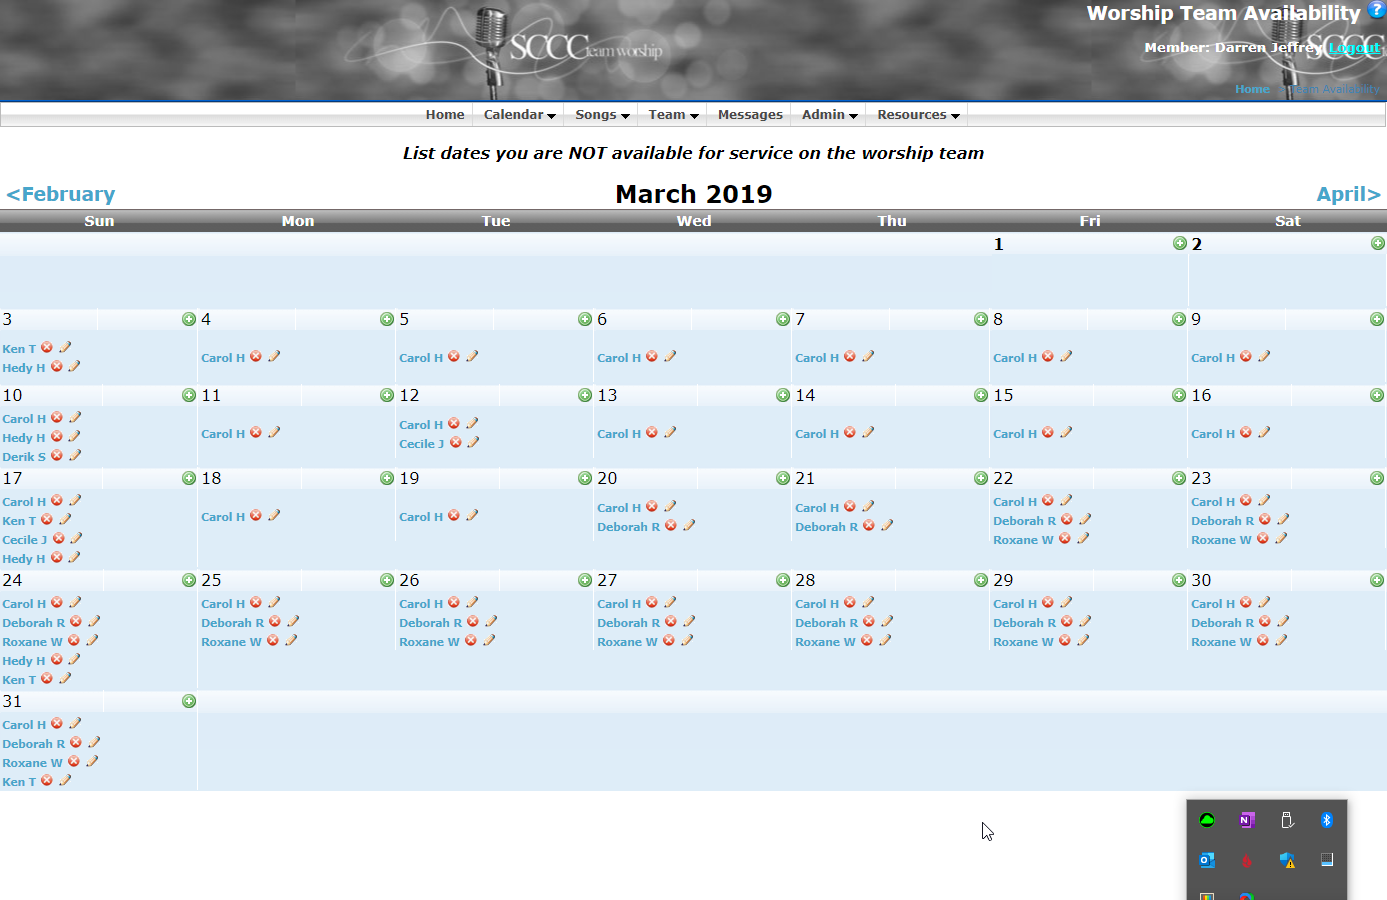 Worship Team Availability
SCCC team worship
Member: Darren Jeffrey Logout
SCCC
Home > Team Availability
Home Calendar Songs Team Messages Admin Resources
List dates you are NOT available for service on the worship team
<February March 2019 April>
Sun Mon Tue Wed Thu Fri Sat
1 2
3 4 5 6 7 8 9
Ken T
Hedy H
Carol H Carol H Carol H Carol H Carol H Carol H
10 11 12 13 14 15 16
Carol H
Hedy H
Derik S
Carol H
Carol H
Cecile J
Carol H Carol H Carol H Carol H
17 18 19 20 21 22 23
Carol H
Ken T
Cecile J
Hedy H
Carol H
Carol H
Carol H
Deborah R
Carol H
Deborah R
Carol H
Deborah R
Roxane W
Carol H
Deborah R
Roxane W
24 25 26 27 28 29 30
Carol H
Deborah R
Roxane W
Hedy H
Ken T
Carol H
Deborah R
Roxane W
Carol H
Deborah R
Roxane W
Carol H
Deborah R
Roxane W
Carol H
Deborah R
Roxane W
Carol H
Deborah R
Roxane W
Carol H
Deborah R
Roxane W
31
Carol H
Deborah R
Roxane W
Ken T